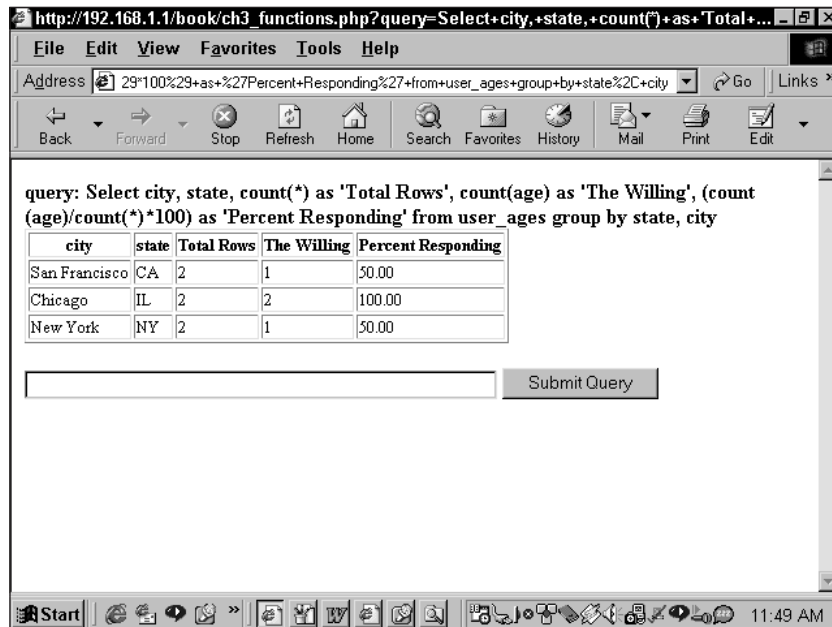 http://192.168.1.1/book/ch3_functions.php?query=Select+city,+state,+count(*)+as+'Total+...
File Edit View Favorites Tools Help
Address 29*100%29+as+%27Percent+Responding%27+from+user_ages+group+by+state%2C+city Go Links »
Back Forward Stop Refresh Home Search Favorites History Mail Print Edit
query: Select city, state, count(*) as 'Total Rows', count(age) as 'The Willing', (count
(age)/count(*)*100) as 'Percent Responding' from user_ages group by state, city
city state Total Rows The Willing Percent Responding
San Francisco CA 2 1 50.00
Chicago IL 2 2 100.00
New York NY 2 1 50.00
Submit Query
Start » 11:49 AM